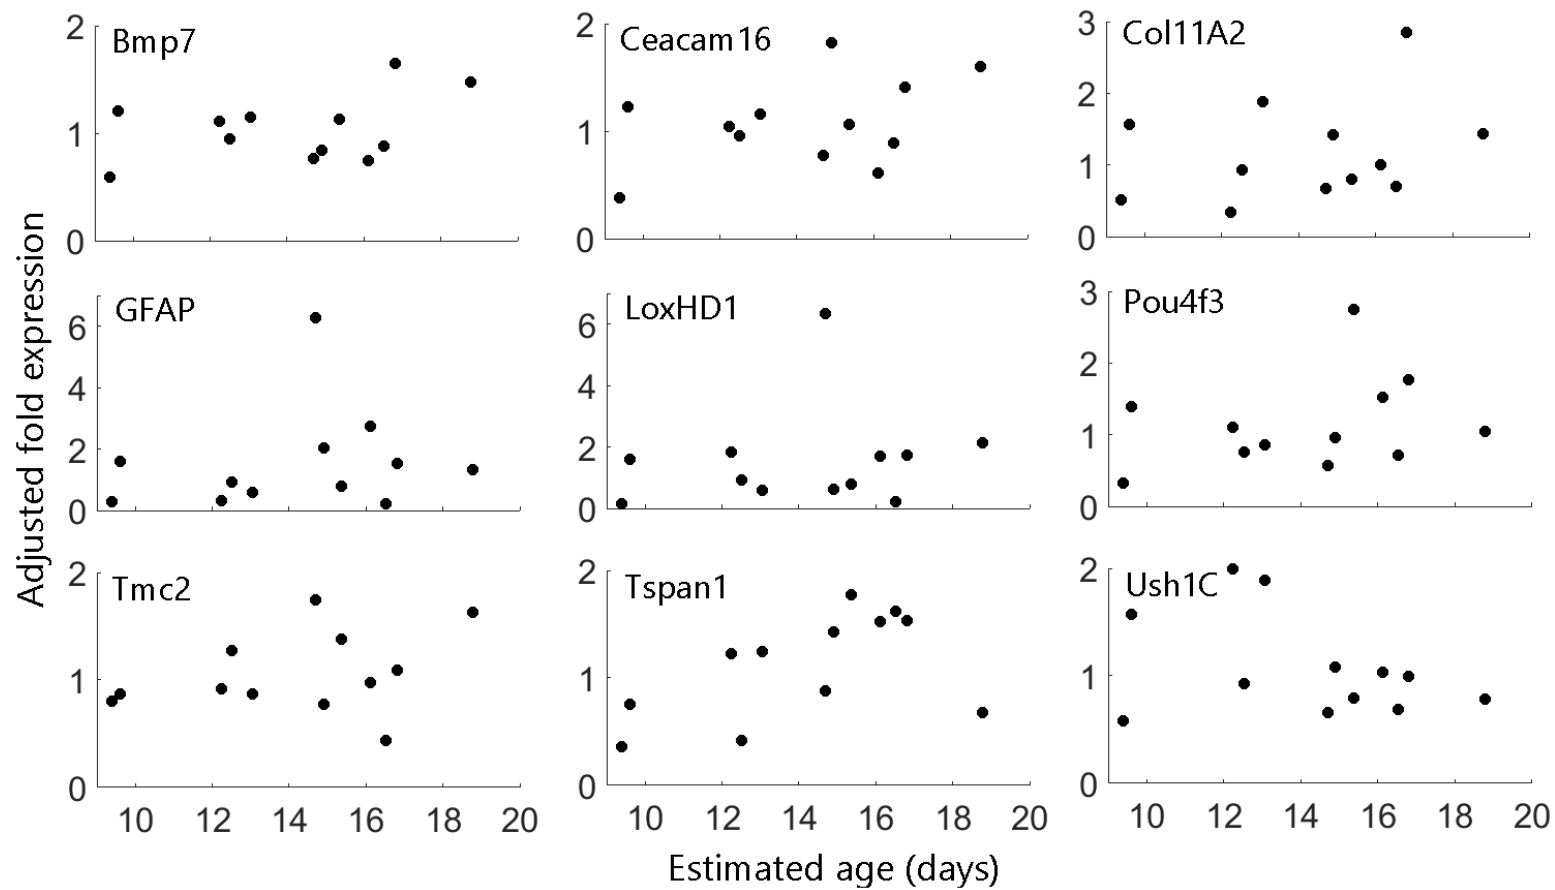 Adjusted fold expression
Bmp7
2
1
0
Ceacam16
2
1
0
Col11A2
3
2
1
0
GFAP
6
4
2
0
LoxHD1
6
4
2
0
Pou4f3
3
2
1
0
Tmc2
2
1
0
10 12 14 16 18 20
Tspan1
2
1
0
10 12 14 16 18 20
Ush1C
2
1
0
10 12 14 16 18 20
Estimated age (days)